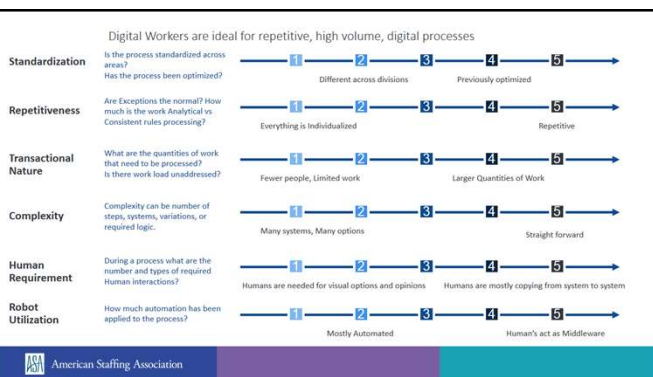 Digital Workers are ideal for repetitive, high volume, digital processes
Standardization
Is the process standardized across
areas?
Has the process been optimized?
1 2 3 4 5
Different across divisions Previously optimized
Repetitiveness
Are Exceptions the normal? How
much is the work Analytical vs
Consistent rules processing?
1 2 3 4 5
Everything is Individualized Repetitive
Transactional
Nature
What are the quantities of work
that need to be processed?
Is there work load unaddressed?
1 2 3 4 5
Fewer people, Limited work Larger Quantities of Work
Complexity
Complexity can be number of
steps, systems, variations, or
required logic.
1 2 3 4 5
Many systems, Many options Straight forward
Human
Requirement
During a process what are the
number and types of required
Human interactions?
1 2 3 4 5
Humans are needed for visual options and opinions Humans are mostly copying from system to system
Robot
Utilization
How much automation has been
applied to the process?
1 2 3 4 5
Mostly Automated Human's act as Middleware
ASA American Staffing Association